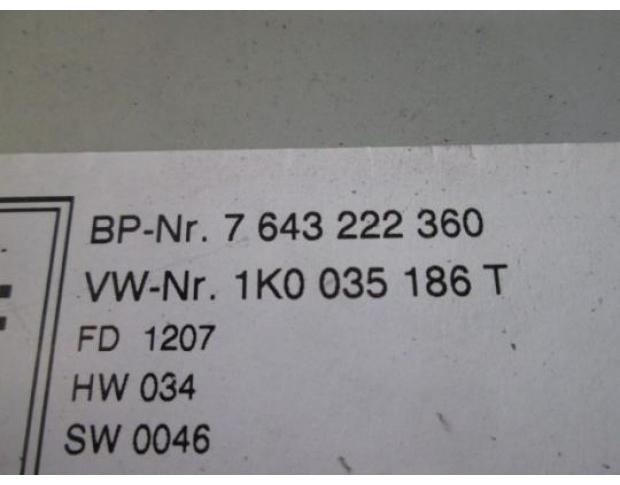 BP-Nr. 7 643 222 360
VW-Nr. 1K0 035 186 T
FD 1207
HW 034
SW 0046